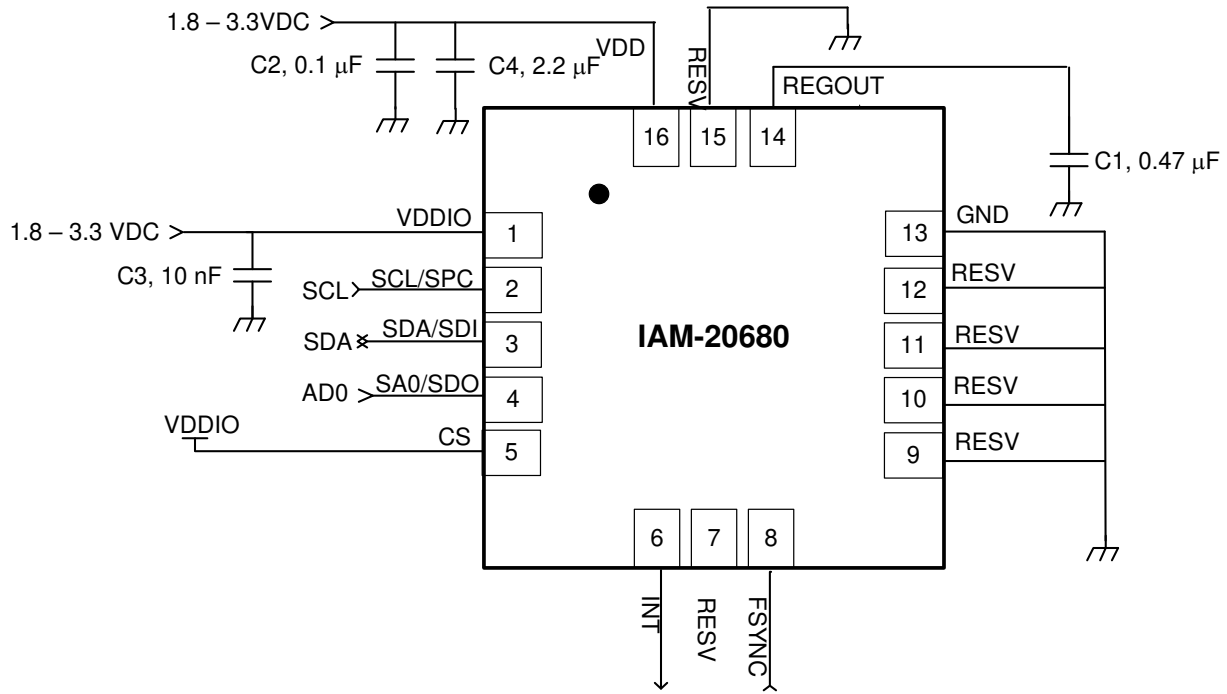 1.8 – 3.3VDC
VDD
C2, 0.1 μF
C4, 2.2 μF
RESV
REGOUT
16
15
14
C1, 0.47 μF
1.8 – 3.3 VDC
VDDIO
1
C3, 10 nF
SCL
SCL/SPC
2
SDA
SDA/SDI
3
AD0
SA0/SDO
4
VDDIO
CS
5
IAM-20680
13
GND
12
RESV
11
RESV
10
RESV
9
RESV
6
7
8
INT
RESV
FSYNC